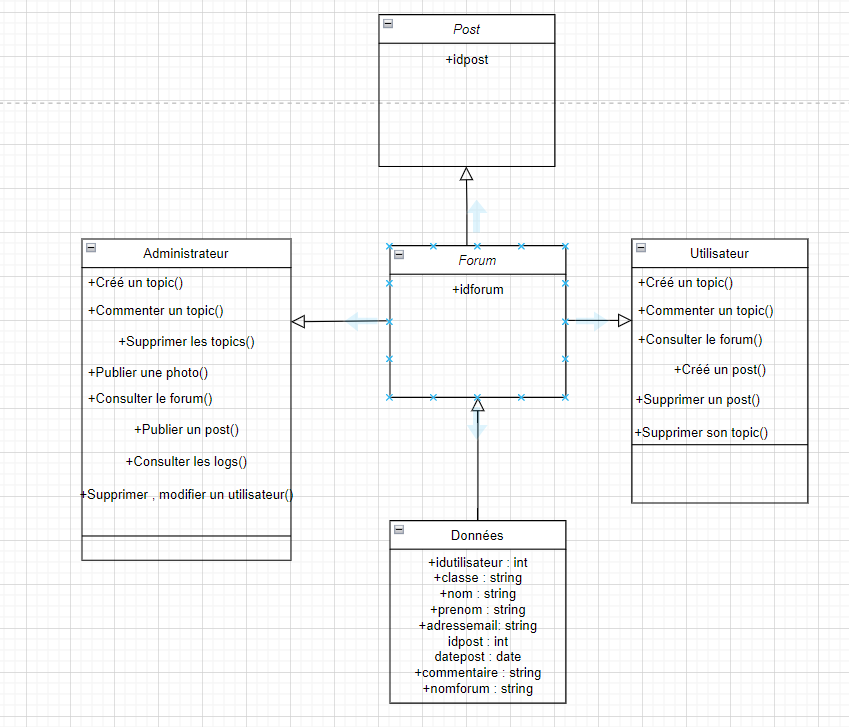 Post
+idpost
Administrateur
+Créé un topic()
+Commenter un topic()
+Supprimer les topics()
+Publier une photo()
+Consulter le forum()
+Publier un post()
+Consulter les logs()
+Supprimer , modifier un utilisateur()
Forum
+idforum
Utilisateur
+Créé un topic()
+Commenter un topic()
+Consulter le forum()
+Créé un post()
+Supprimer un post()
+Supprimer son topic()
Données
+idutilisateur : int
+classe : string
+nom : string
+prenom : string
+adressemail: string
idpost : int
datepost : date
+commentaire : string
+nomforum : string